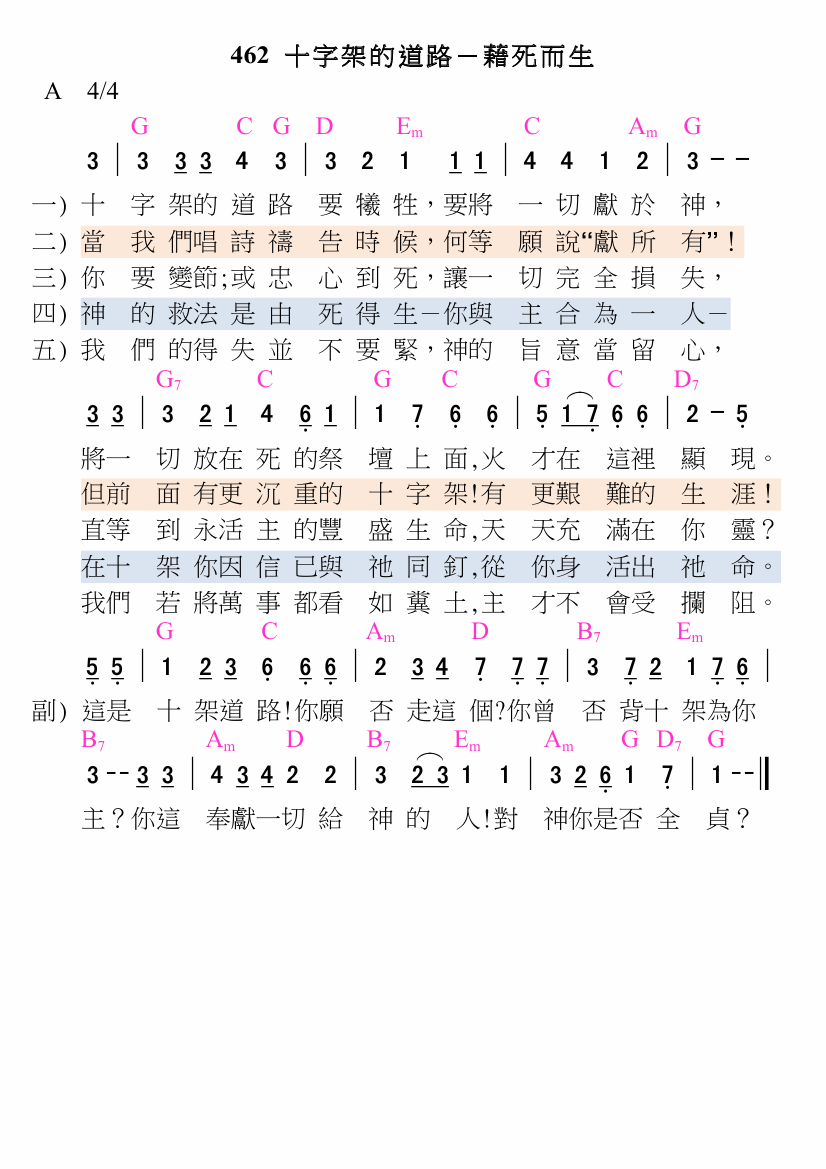 462 十字架的道路－藉死而生
A 4/4
G C G D Em C Am G
3 | 3 3 3 4 3 | 3 2 1 1 1 | 4 4 1 2 | 3 - -
一) 十 字 架的 道 路 要 犧 牲，要將 一 切 獻 於 神，
二) 當 我 們唱 詩 禱 告 時 候，何等 願 說“獻 所 有”！
三) 你 要 變節;或 忠 心 到 死，讓一 切 完 全 損 失，
四) 神 的 救法 是 由 死 得 生－你與 主 合 為 一 人－
五) 我 們 的得 失 並 不 要 緊，神的 旨 意 當 留 心，
G7 C G C G C D7
3 3 | 3 2 1 4 6 1 | 1 7 6 6 | 5 1 7 6 6 | 2 - 5
將一 切 放在 死 的祭 壇 上 面,火 才在 這裡 顯 現。
但前 面 有更 沉 重的 十 字 架!有 更艱 難的 生 涯！
直等 到 永活 主 的豐 盛 生 命,天 天充 滿在 你 靈？
在十 架 你因 信 已與 祂 同 釘,從 你身 活出 祂 命。
我們 若 將萬 事 都看 如 糞 土,主 才不 會受 攔 阻。
G C Am D B7 Em
5 5 | 1 2 3 6 6 6 | 2 3 4 7 7 7 | 3 7 2 1 7 6 |
副) 這是 十 架道 路!你願 否 走這 個?你曾 否 背十 架為你
B7 Am D B7 Em Am G D7 G
3 - - 3 3 | 4 3 4 2 2 | 3 2 3 1 1 | 3 2 6 1 7 | 1 - - ‖
主？你這 奉獻一切 給 神 的 人!對 神你是否 全 貞？